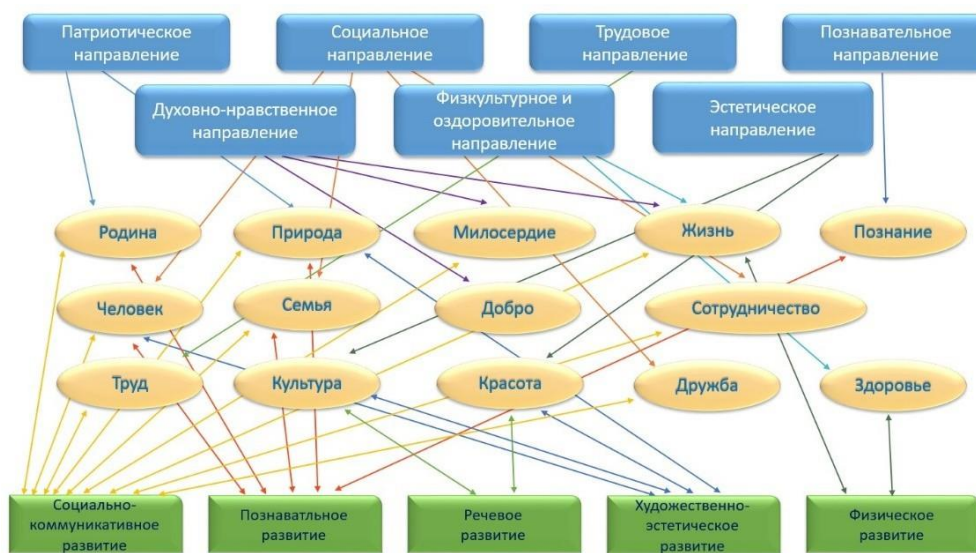 Патриотическое
направление
Социальное
направление
Трудовое
направление
Познавательное
направление
Духовно-нравственное
направление
Физкультурное и
оздоровительное
направление
Эстетическое
направление
Родина
Природа
Милосердие
Жизнь
Познание
Человек
Семья
Добро
Сотрудничество
Труд
Культура
Красота
Дружба
Здоровье
Социально-
коммуникативное
развитие
Познаватльное
развитие
Речевое
развитие
Художественно-
эстетическое
развитие
Физическое
развитие